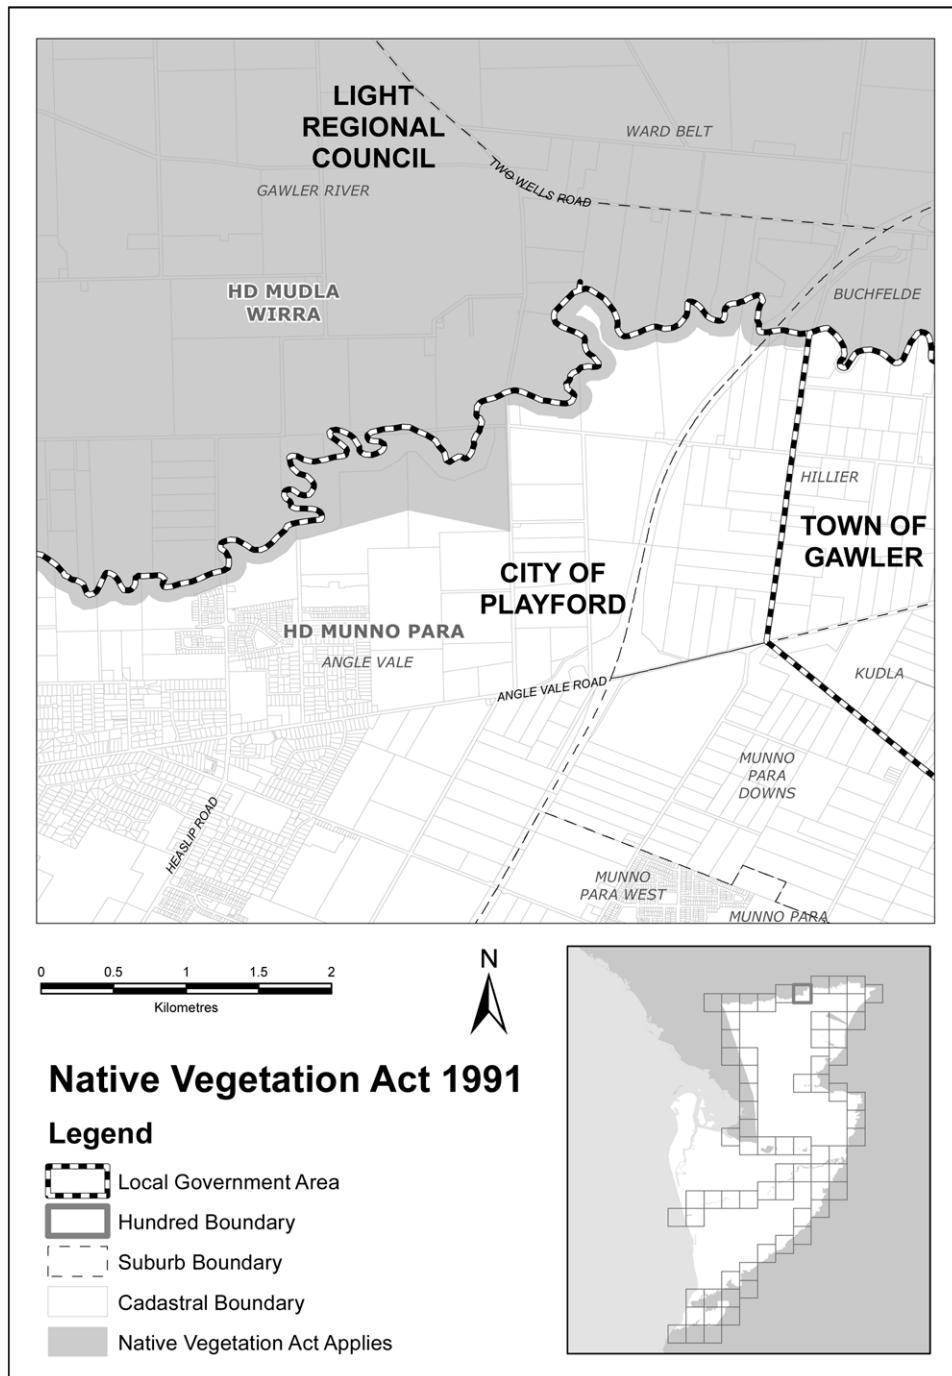 LIGHT
REGIONAL
COUNCIL
WARD BELT
TWO WELLS ROAD
GAWLER RIVER
HD MUDLA
WIRRA
BUCHFELDE
HILLIER
TOWN OF
GAWLER
CITY OF
PLAYFORD
HD MUNNO PARA
ANGLE VALE
KUDLA
ANGLE VALE ROAD
MUNNO
PARA
DOWNS
HEASLIP ROAD
MUNNO
PARA WEST
MUNNO PARA
0 0.5 1 1.5 2
Kilometres
N
Native Vegetation Act 1991
Legend
Local Government Area
Hundred Boundary
Suburb Boundary
Cadastral Boundary
Native Vegetation Act Applies